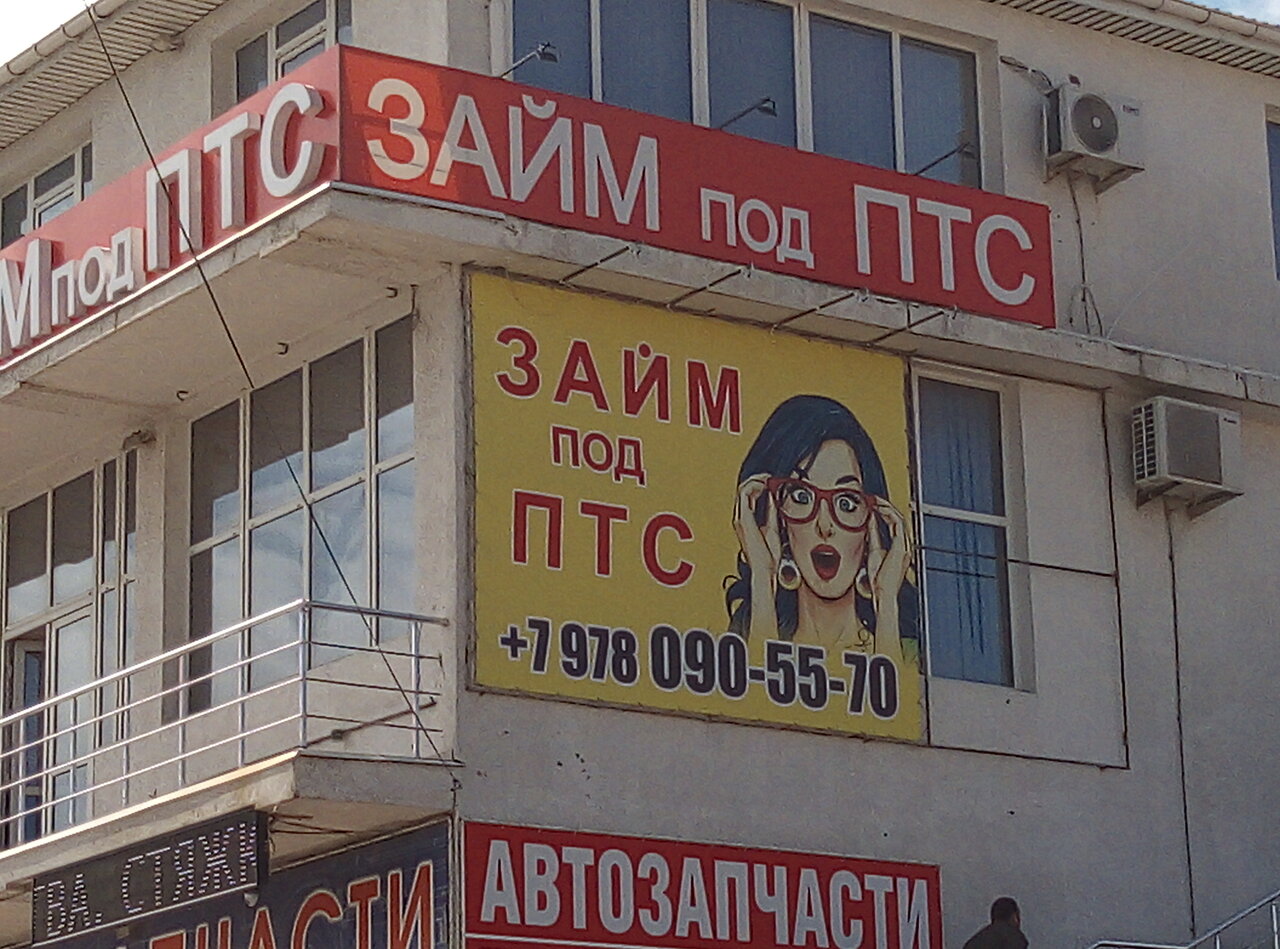 М под ПТС
ЗАЙМ под ПТС
ЗАЙМ
под
ПТС
+7 978 090-55-70
АВТОЗАПЧАСТИ